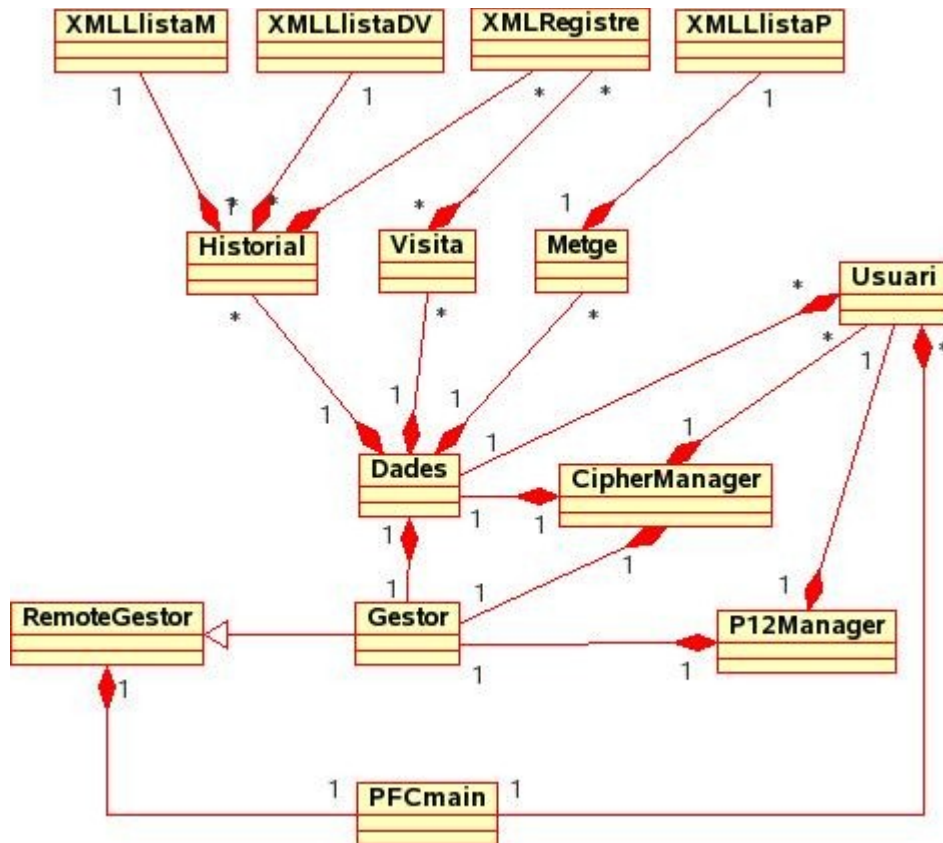 XMLLlistaM XMLLlistaDV XMLRegistre XMLLlistaP
1 1 * * 1
1 * * * 1
Historial Visita Metge
Usuari
* * * * * 1 *
1 1 1 1 1
Dades CipherManager
1 1
1 1
1 1 1
RemoteGestor Gestor P12Manager
1 1 1
1 1
PFCmain